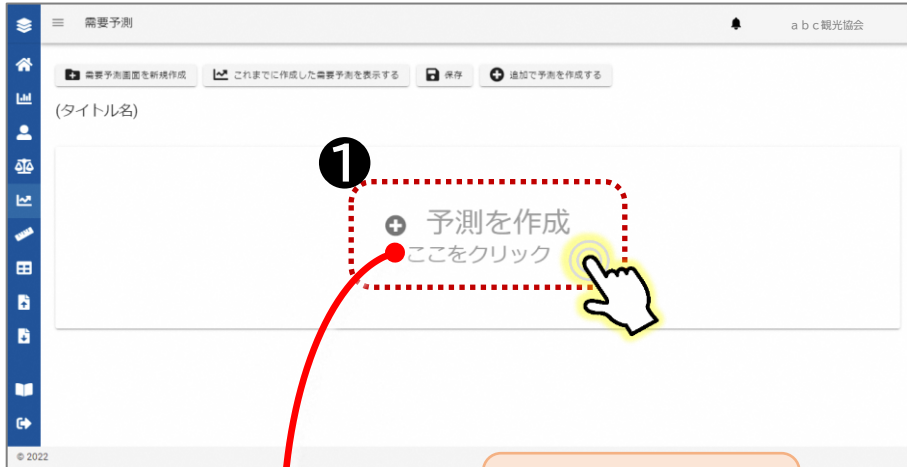 需要予測
abc観光協会
需要予測画面を新規作成 これまでに作成した需要予測を表示する 保存 追加で予測を作成する
(タイトル名)
1
予測を作成
ここをクリック
© 2022